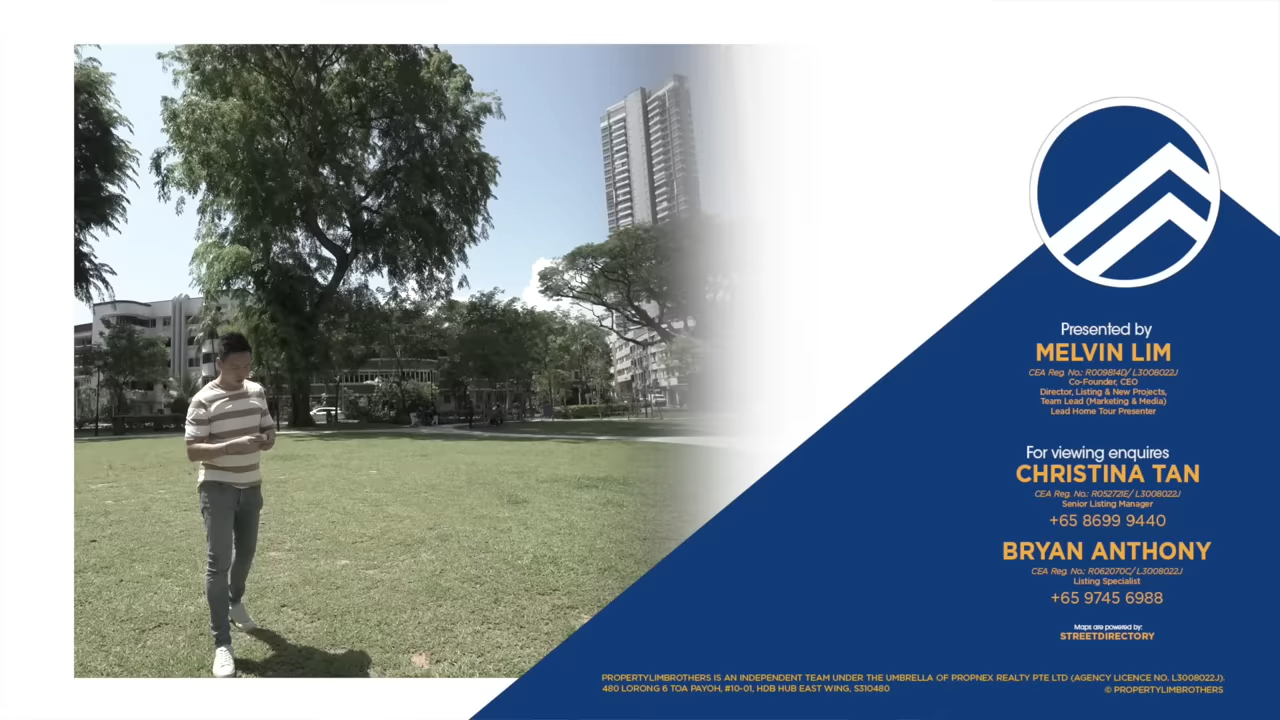 Presented by
MELVIN LIM
CEA Reg. No.: R009814D/ L3008022J
Co-Founder, CEO
Director, Listing & New Projects,
Team Lead (Marketing & Media)
Lead Home Tour Presenter
For viewing enquires
CHRISTINA TAN
CEA Reg. No.: R052721E/ L3008022J
Senior Listing Manager
+65 8699 9440
BRYAN ANTHONY
CEA Reg. No.: R062070C/ L3008022J
Listing Specialist
+65 9745 6988
Maps are powered by:
STREETDIRECTORY
PROPERTYLIMBROTHERS IS AN INDEPENDENT TEAM UNDER THE UMBRELLA OF PROPNEX REALTY PTE LTD (AGENCY LICENCE NO. L3008022J).
480 LORONG 6 TOA PAYOH, #10-01, HDB HUB EAST WING, S310480
© PROPERTYLIMBROTHERS